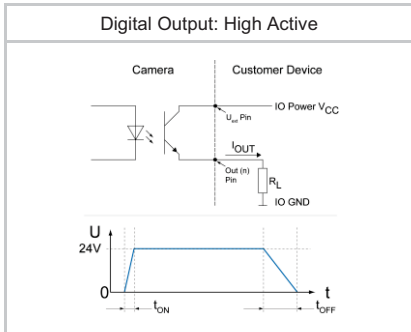 Digital Output: High Active
Camera
Customer Device
IO Power VCC
Uext Pin
IOUT
Out (n)
Pin
RL
IO GND
U
24V
0
t
tON
tOFF